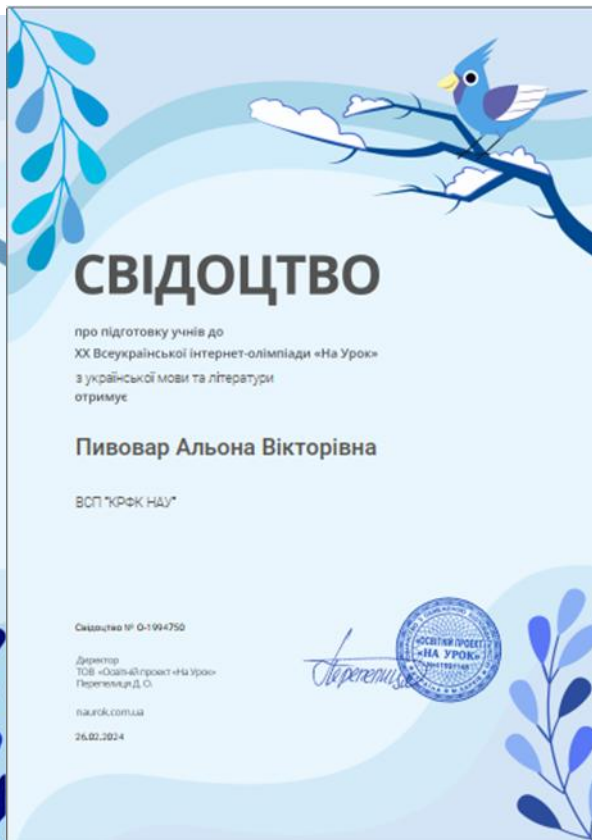 СВІДОЦТВО
про підготовку учнів до
XX Всеукраїнської інтернет-олімпіади «На Урок»
з української мови та літератури
отримує
Пивовар Альона Вікторівна
ВСП "КРФК НАУ"
Свідоцтво № О-1994750
Директор
ТОВ «Освітній проект «На Урок»
Перепелиця Д. О.
naurok.com.ua
26.02.2024
«ОСВІТНІЙ ПРОЕКТ
«НА УРОК»